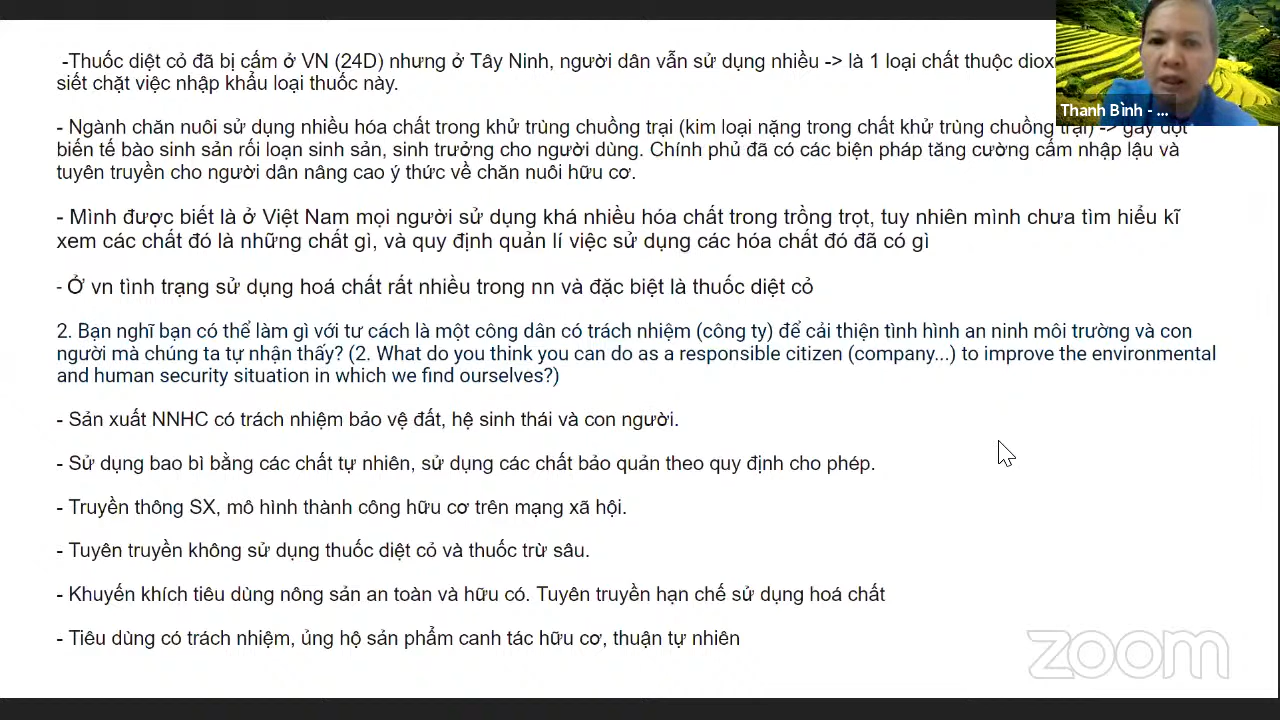 -Thuốc diệt cỏ đã bị cấm ở VN (24D) nhưng ở Tây Ninh, người dân vẫn sử dụng nhiều -> là 1 loại chất thuộc
siết chặt việc nhập khẩu loại thuốc này.
- Ngành chăn nuôi sử dụng nhiều hóa chất trong khử trùng chuồng trại (kim loại nặng trong chất khử trùng chuồng trại) -> gây đột
biến tế bào sinh sản rối loạn sinh sản, sinh trưởng cho người dùng. Chính phủ đã có các biện pháp tăng cường cấm nhập lậu và
tuyên truyền cho người dân nâng cao ý thức về chăn nuôi hữu cơ.
- Mình được biết là ở Việt Nam mọi người sử dụng khá nhiều hóa chất trong trồng trọt, tuy nhiên mình chưa tìm hiểu kĩ
xem các chất đó là những chất gì, và quy định quản lí việc sử dụng các hóa chất đó đã có gì
- Ở vn tình trạng sử dụng hoá chất rất nhiều trong nn và đặc biệt là thuốc diệt cỏ
2. Bạn nghĩ bạn có thể làm gì với tư cách là một công dân có trách nhiệm (công ty) để cải thiện tình hình an ninh môi trường và con
người mà chúng ta tự nhận thấy? (2. What do you think you can do as a responsible citizen (company...) to improve the environmental
and human security situation in which we find ourselves?)
- Sản xuất NNHC có trách nhiệm bảo vệ đất, hệ sinh thái và con người.
- Sử dụng bao bì bằng các chất tự nhiên, sử dụng các chất bảo quản theo quy định cho phép.
- Truyền thông SX, mô hình thành công hữu cơ trên mạng xã hội.
- Tuyên truyền không sử dụng thuốc diệt cỏ và thuốc trừ sâu.
- Khuyến khích tiêu dùng nông sản an toàn và hữu có. Tuyên truyền hạn chế sử dụng hoá chất
- Tiêu dùng có trách nhiệm, ủng hộ sản phẩm canh tác hữu cơ, thuận tự nhiên
Thanh Bình - ...
zoom